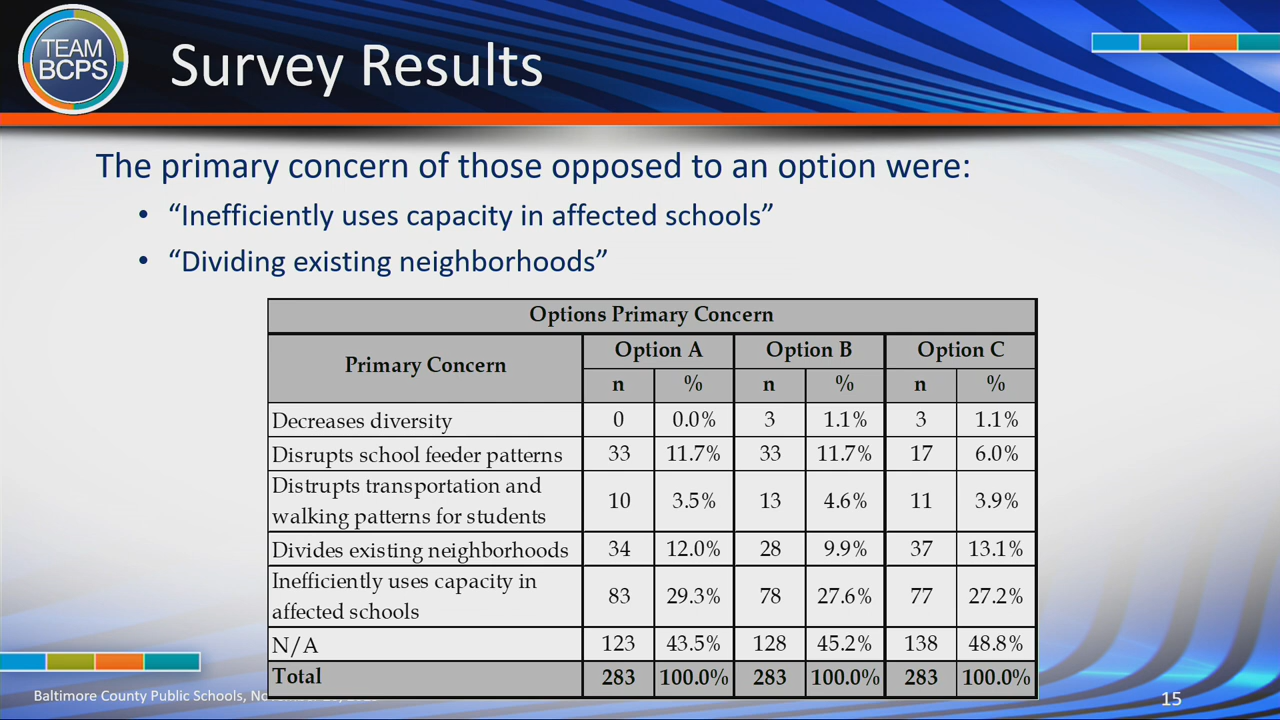 TEAM
BCPS
Survey Results
The primary concern of those opposed to an option were:
• “Inefficiently uses capacity in affected schools”
• “Dividing existing neighborhoods”
Options Primary Concern
Primary Concern Option A Option B Option C
n % n % n %
Decreases diversity 0 0.0% 3 1.1% 3 1.1%
Disrupts school feeder patterns 33 11.7% 33 11.7% 17 6.0%
Distrupts transportation and
walking patterns for students 10 3.5% 13 4.6% 11 3.9%
Divides existing neighborhoods 34 12.0% 28 9.9% 37 13.1%
Inefficiently uses capacity in
affected schools 83 29.3% 78 27.6% 77 27.2%
N/A 123 43.5% 128 45.2% 138 48.8%
Total 283 100.0% 283 100.0% 283 100.0%
Baltimore County Public Schools,
15